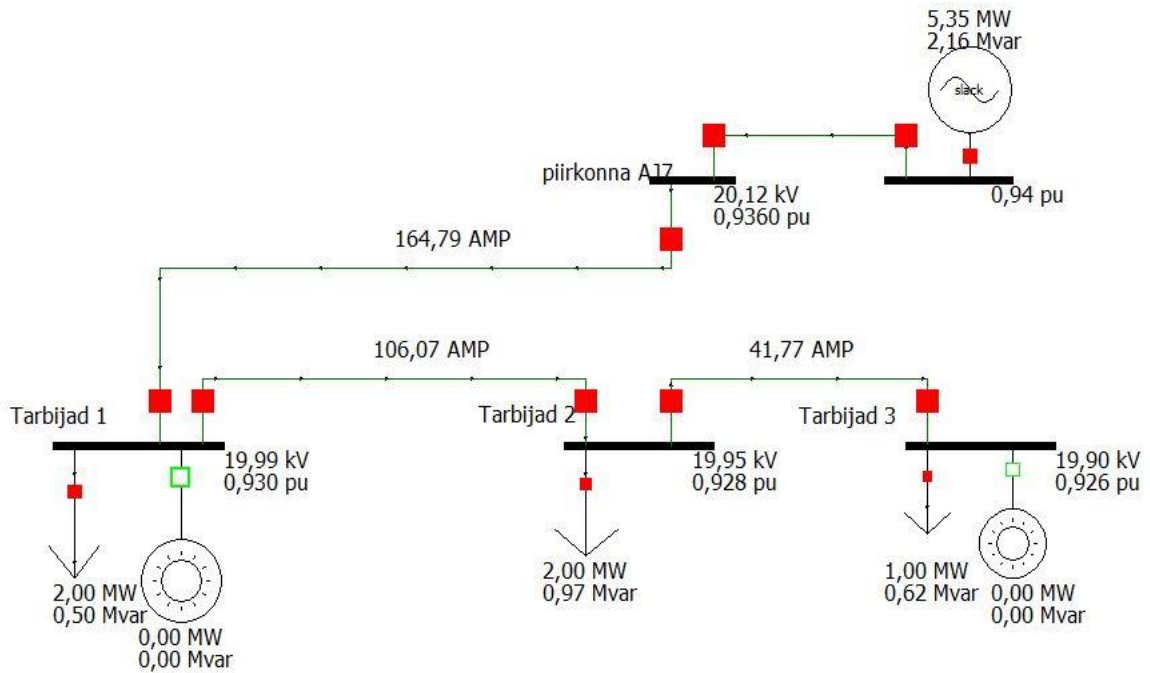 5,35 MW
2,16 Mvar
slack
piirkonna AJ7
20,12 kV
0,9360 pu
0,94 pu
164,79 AMP
106,07 AMP
41,77 AMP
Tarbijad 1
Tarbijad 2
Tarbijad 3
19,99 kV
0,930 pu
19,95 kV
0,928 pu
19,90 kV
0,926 pu
2,00 MW
0,50 Mvar
0,00 MW
0,00 Mvar
2,00 MW
0,97 Mvar
1,00 MW
0,62 Mvar
0,00 MW
0,00 Mvar